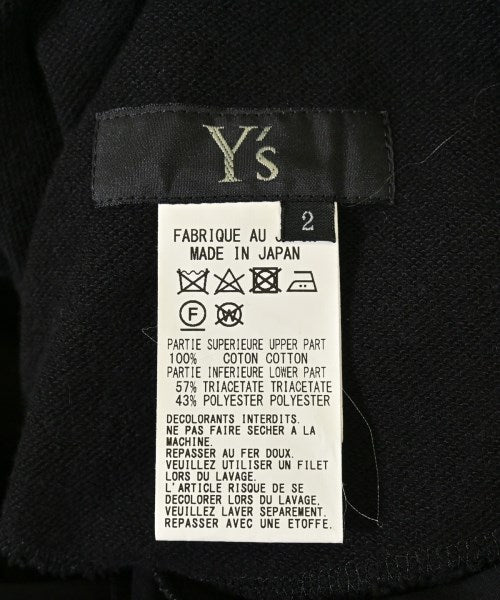 Y's
2
FABRIQUE AU
MADE IN JAPAN
F W
PARTIE SUPERIEURE UPPER PART
100% COTON COTTON
PARTIE INFERIEURE LOWER PART
57% TRIACETATE TRIACETATE
43% POLYESTER POLYESTER
DECOLORANTS INTERDITS.
NE PAS FAIRE SECHER A LA
MACHINE.
REPASSER AU FER DOUX.
VEUILLEZ UTILISER UN FILET
LORS DU LAVAGE.
L'ARTICLE RISQUE DE SE
DECOLORER LORS DU LAVAGE,
VEUILLEZ LAVER SEPAREMENT.
REPASSER AVEC UNE ETOFFE.